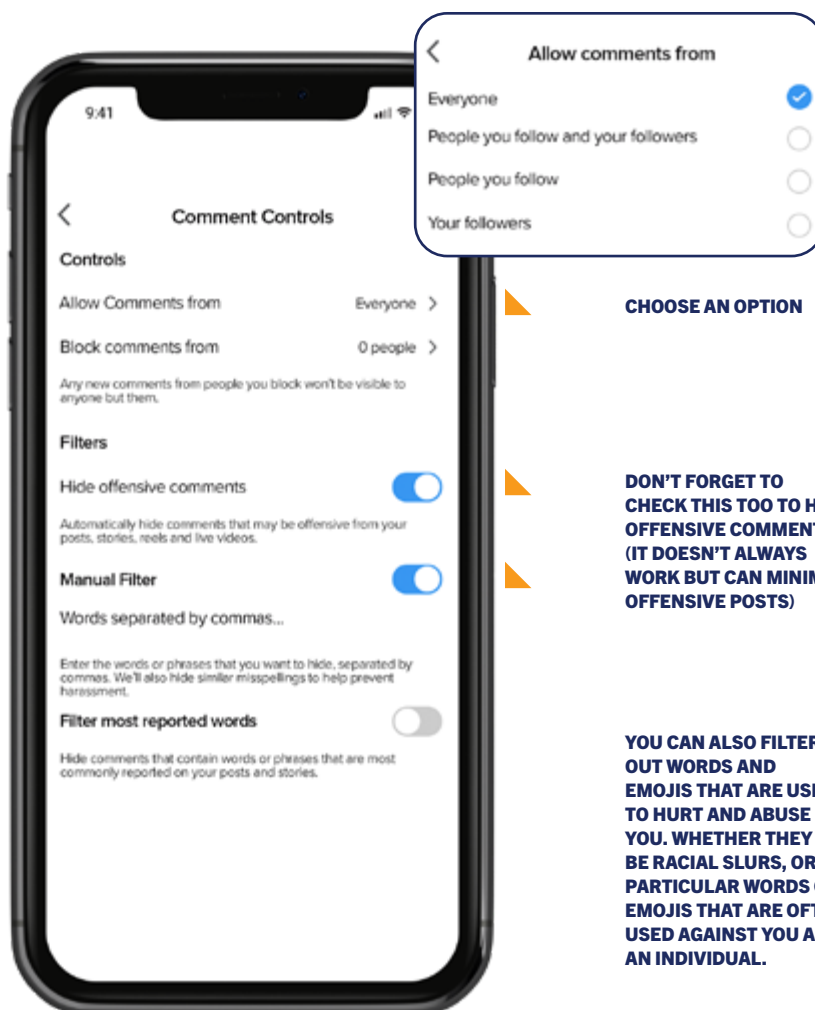 Allow comments from
Everyone
People you follow and your followers
People you follow
Your followers
9:41
Comment Controls
Controls
Allow Comments from Everyone
Block comments from 0 people
Any new comments from people you block won't be visible to
anyone but them.
Filters
Hide offensive comments
Automatically hide comments that may be offensive from your
posts, stories, reels and live videos.
Manual Filter
Words separated by commas...
Enter the words or phrases that you want to hide, separated by
commas. We'll also hide similar misspellings to help prevent
harassment.
Filter most reported words
Hide comments that contain words or phrases that are most
commonly reported on your posts and stories.
CHOOSE AN OPTION
DON'T FORGET TO
CHECK THIS TOO TO
OFFENSIVE
(IT DOESN'T ALWAYS
WORK BUT CAN
OFFENSIVE POSTS)
YOU CAN ALSO FILTER
OUT WORDS AND
EMOJIS THAT ARE
TO HURT AND ABUSE
YOU. WHETHER THEY
BE RACIAL SLURS, OR
PARTICULAR WORDS
EMOJIS THAT ARE
USED AGAINST YOU
AN INDIVIDUAL.